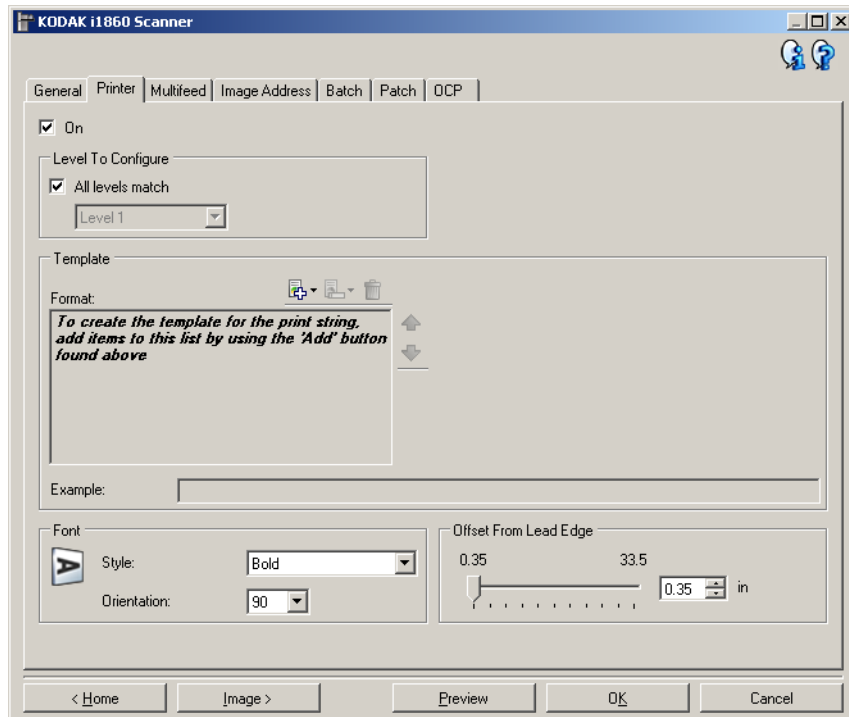 KODAK i1860 Scanner
General Printer Multifeed Image Address Batch Patch OCP
On
Level To Configure
All levels match
Level 1
Template
Format:
To create the template for the print string,
add items to this list by using the 'Add' button
found above
Example:
Font
Style: Bold
Orientation: 90
Offset From Lead Edge
0.35 33.5
0.35 in
< Home Image > Preview OK Cancel